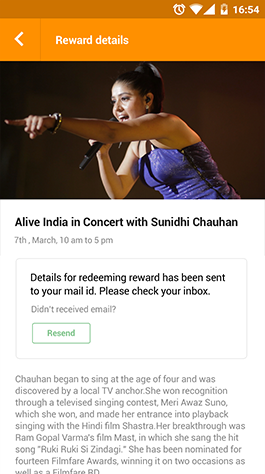 16:54
Reward details
Alive India in Concert with Sunidhi Chauhan
7th , March, 10 am to 5 pm
Details for redeeming reward has been sent
to your mail id. Please check your inbox.
Didn't received email?
Resend
Chauhan began to sing at the age of four and was
discovered by a local TV anchor.She won recognition
through a televised singing contest, Meri Awaz Suno,
which she won, and made her entrance into playback
singing with the Hindi film Shastra.Her breakthrough was
Ram Gopal Varma's film Mast, in which she sang the hit
song "Ruki Ruki Si Zindagi." She has been nominated for
fourteen Filmfare Awards, winning it on two occasions as
well as a Filmfare RD